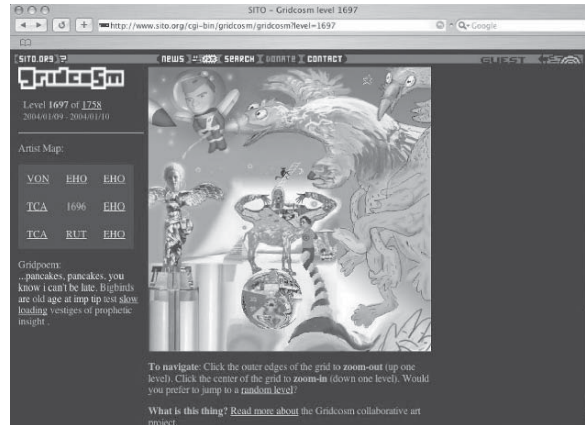 SITO - Gridcosm level 1697
http://www.sito.org/cgi-bin/gridcosm/gridcosm?level=1697
Google
[SITO.ORG]
NEWS SEARCH DONATE CONTACT
GUEST
gridcosm
Level 1697 of 1758
2004/01/09 - 2004/01/10
Artist Map:
VON EHO EHO
TCA 1696 EHO
TCA RUT EHO
Gridpoem:
...pancakes, pancakes. you
know i can't be late. Bigbirds
are old age at imp tip test slow
loading vestiges of prophetic
insight .
To navigate: Click the outer edges of the grid to zoom-out (up one
level). Click the center of the grid to zoom-in (down one level). Would
you prefer to jump to a random level?
What is this thing? Read more about the Gridcosm collaborative art
project.